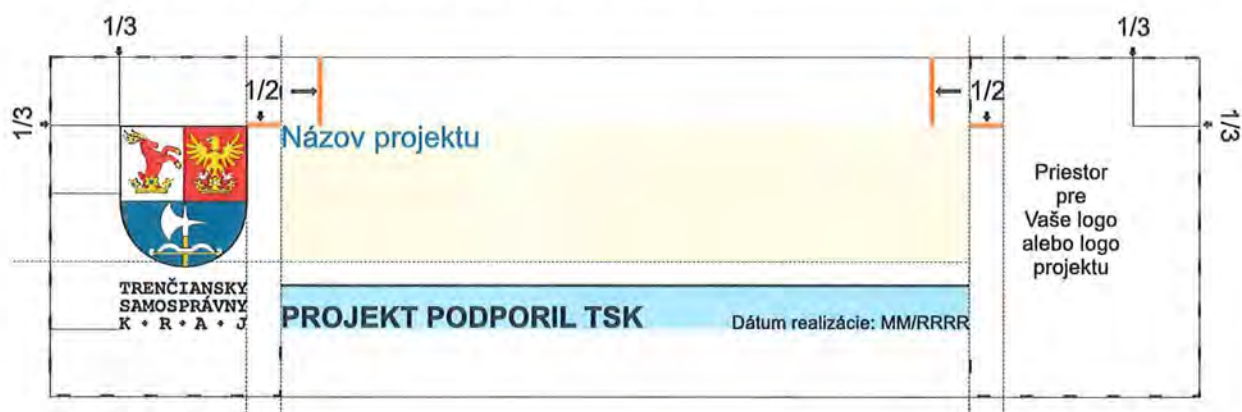 1/3
1/3
1/2
1/2
1/3
1/3
Názov projektu
Priestor
pre
Vaše logo
alebo logo
projektu
TRENČIANSKY
SAMOSPRÁVNY
K · R · A · J
PROJEKT PODPORIL TSK
Dátum realizácie: MM/RRRR